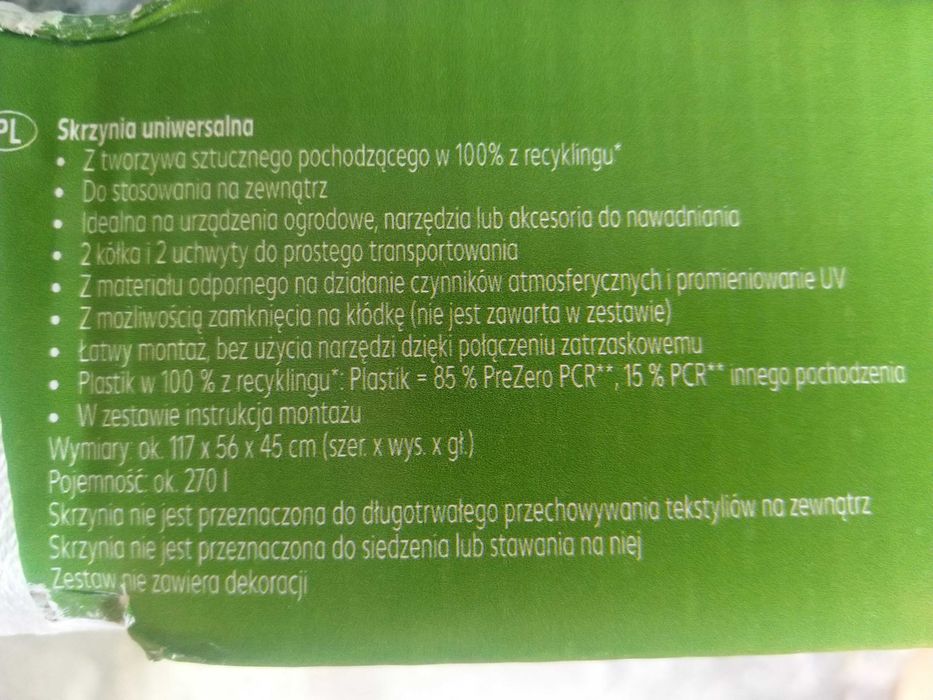 PL
Skrzynia uniwersalna
• Z tworzywa sztucznego pochodzącego w 100% z recyklingu*
• Do stosowania na zewnątrz
• Idealna na urządzenia ogrodowe, narzędzia lub akcesoria do nawadniania
• 2 kółka i 2 uchwyty do prostego transportowania
• Z materiału odpornego na działanie czynników atmosferycznych i promieniowanie UV
• Z możliwością zamknięcia na kłódkę (nie jest zawarta w zestawie)
• Łatwy montaż, bez użycia narzędzi dzięki połączeniu zatrzaskowemu
• Plastik w 100 % z recyklingu*: Plastik = 85 % PreZero PCR**, 15 % PCR** innego pochodzenia
• W zestawie instrukcja montażu
Wymiary: ok. 117 x 56 x 45 cm (szer. x wys. x gł.)
Pojemność: ok. 270 l
Skrzynia nie jest przeznaczona do długotrwałego przechowywania tekstyliów na zewnątrz
Skrzynia nie jest przeznaczona do siedzenia lub stawania na niej
Zestaw nie zawiera dekoracji